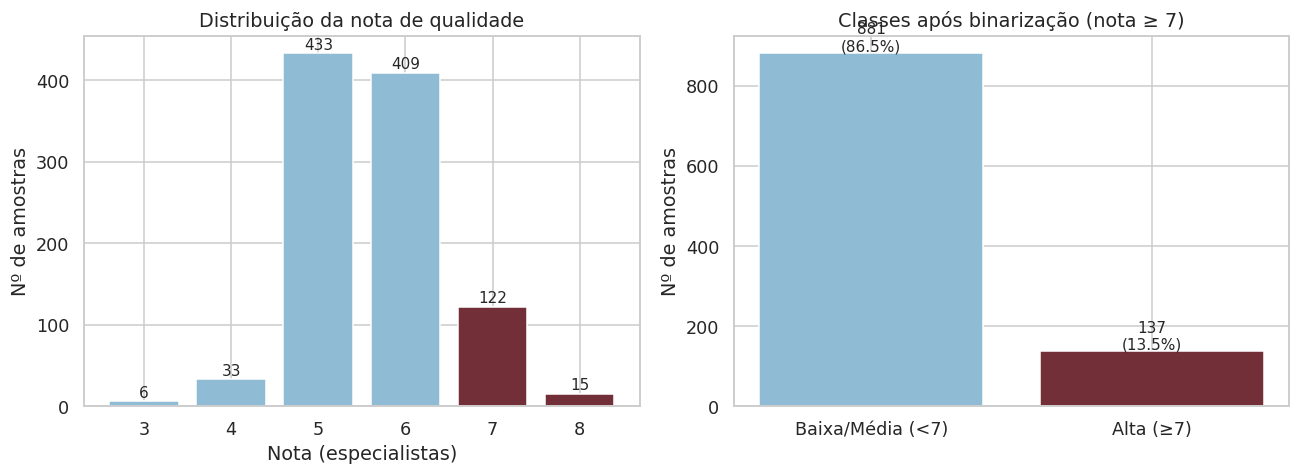 Distribuição da nota de qualidade
Nº de amostras
400
300
200
100
0
6
33
433
409
122
15
3 4 5 6 7 8
Nota (especialistas)
Classes após binarização (nota ≥ 7)
Nº de amostras
800
600
400
200
0
881
(86.5%)
137
(13.5%)
Baixa/Média (<7) Alta (≥7)